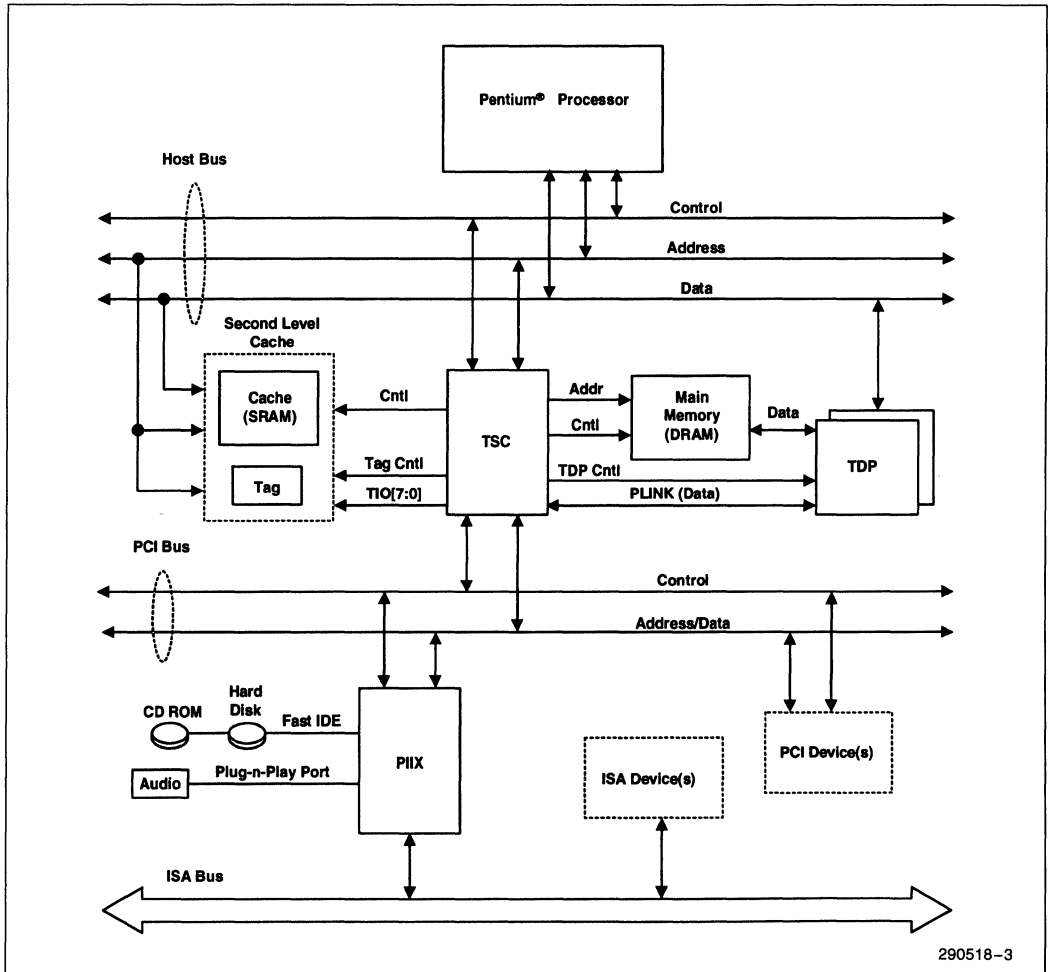 Pentium® Processor
Host Bus
Control
Address
Data
Second Level
Cache
Cache
(SRAM)
Tag
Cntl
Tag Cntl
TIO[7:0]
TSC
Addr
Cntl
Main
Memory
(DRAM)
Data
TDP Cntl
PLINK (Data)
TDP
PCI Bus
Control
Address/Data
CD ROM
Hard
Disk
Fast IDE
Audio
Plug-n-Play Port
PIIX
ISA Device(s)
PCI Device(s)
ISA Bus
290518-3